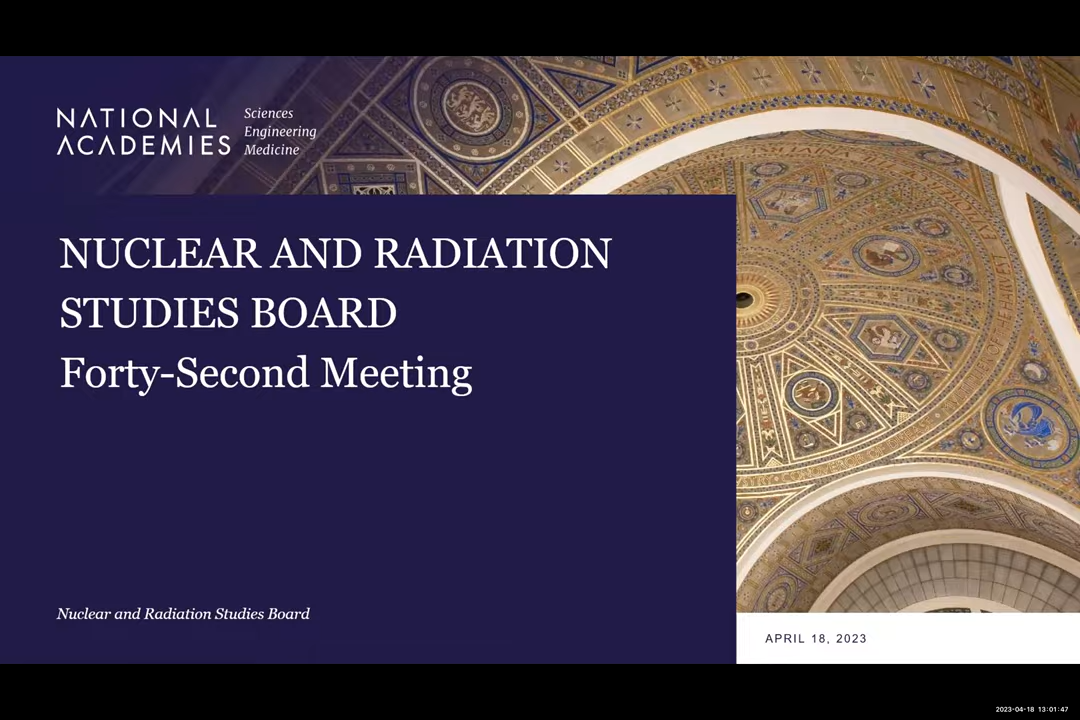 NATIONAL
ACADEMIES
Sciences
Engineering
Medicine
NUCLEAR AND RADIATION
STUDIES BOARD
Forty-Second Meeting
Nuclear and Radiation Studies Board
APRIL 18, 2023
2023-04-18 13:01:47